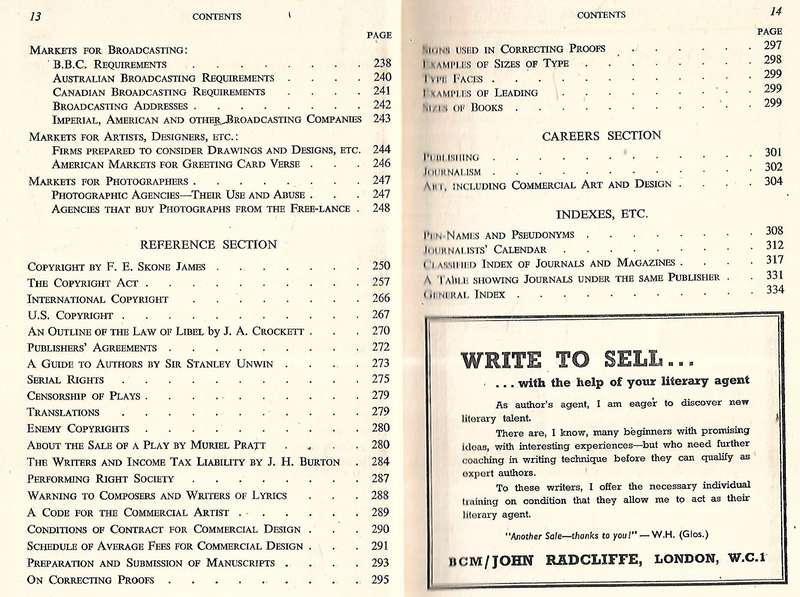 13 CONTENTS
PAGE
MARKETS FOR BROADCASTING:
B.B.C. REQUIREMENTS . . . . . . . 238
AUSTRALIAN BROADCASTING REQUIREMENTS . . . . 240
CANADIAN BROADCASTING REQUIREMENTS . . . . 241
BROADCASTING ADDRESSES . . . . . . . 242
IMPERIAL, AMERICAN AND OTHER BROADCASTING COMPANIES 243
MARKETS FOR ARTISTS, DESIGNERS, ETC.:
FIRMS PREPARED TO CONSIDER DRAWINGS AND DESIGNS, ETC. 244
AMERICAN MARKETS FOR GREETING CARD VERSE . . . 246
MARKETS FOR PHOTOGRAPHERS . . . . . . . 247
PHOTOGRAPHIC AGENCIES—THEIR USE AND ABUSE . . . 247
AGENCIES THAT BUY PHOTOGRAPHS FROM THE FREE-LANCE . 248
REFERENCE SECTION
COPYRIGHT BY F. E. SKONE JAMES . . . . . . 250
THE COPYRIGHT ACT . . . . . . . . 257
INTERNATIONAL COPYRIGHT . . . . . . . 266
U.S. COPYRIGHT . . . . . . . . . 267
AN OUTLINE OF THE LAW OF LIBEL BY J. A. CROCKETT . . . 270
PUBLISHERS' AGREEMENTS . . . . . . . 272
A GUIDE TO AUTHORS BY SIR STANLEY UNWIN . . . . 273
SERIAL RIGHTS . . . . . . . . 275
CENSORSHIP OF PLAYS . . . . . . . . 279
TRANSLATIONS . . . . . . . . . 279
ENEMY COPYRIGHTS . . . . . . . . 280
ABOUT THE SALE OF A PLAY BY MURIEL PRATT . . . . 280
THE WRITERS AND INCOME TAX LIABILITY BY J. H. BURTON . 284
PERFORMING RIGHT SOCIETY . . . . . . 287
WARNING TO COMPOSERS AND WRITERS OF LYRICS . . . 288
A CODE FOR THE COMMERCIAL ARTIST . . . . . 289
CONDITIONS OF CONTRACT FOR COMMERCIAL DESIGN . . . 290
SCHEDULE OF AVERAGE FEES FOR COMMERCIAL DESIGN . . . 291
PREPARATION AND SUBMISSION OF MANUSCRIPTS . . . . 293
ON CORRECTING PROOFS . . . . . . . 295
CONTENTS 14
PAGE
SIGNS USED IN CORRECTING PROOFS . . . . . . 297
EXAMPLES OF SIZES OF TYPE . . . . . . . 298
TYPE FACES . . . . . . . . . 299
EXAMPLES OF LEADING . . . . . . . . 299
SIZES OF BOOKS . . . . . . . . . 299
CAREERS SECTION
PUBLISHING . . . . . . . . . 301
JOURNALISM . . . . . . . . . 302
ART, INCLUDING COMMERCIAL ART AND DESIGN . . . . 304
INDEXES, ETC.
PEN-NAMES AND PSEUDONYMS . . . . . . 308
JOURNALISTS' CALENDAR . . . . . . . 312
CLASSIFIED INDEX OF JOURNALS AND MAGAZINES . . . . 317
A TABLE SHOWING JOURNALS UNDER THE SAME PUBLISHER . . 331
GENERAL INDEX . . . . . . . . . 334
WRITE TO SELL...
...with the help of your literary agent
As author's agent, I am eager to discover new
literary talent.
There are, I know, many beginners with promising
ideas, with interesting experiences—but who need further
coaching in writing technique before they can qualify as
expert authors.
To these writers, I offer the necessary individual
training on condition that they allow me to act as their
literary agent.
"Another Sale—thanks to you!" — W.H. (Glos.)
BCM/JOHN RADCLIFFE, LONDON, W.C.1